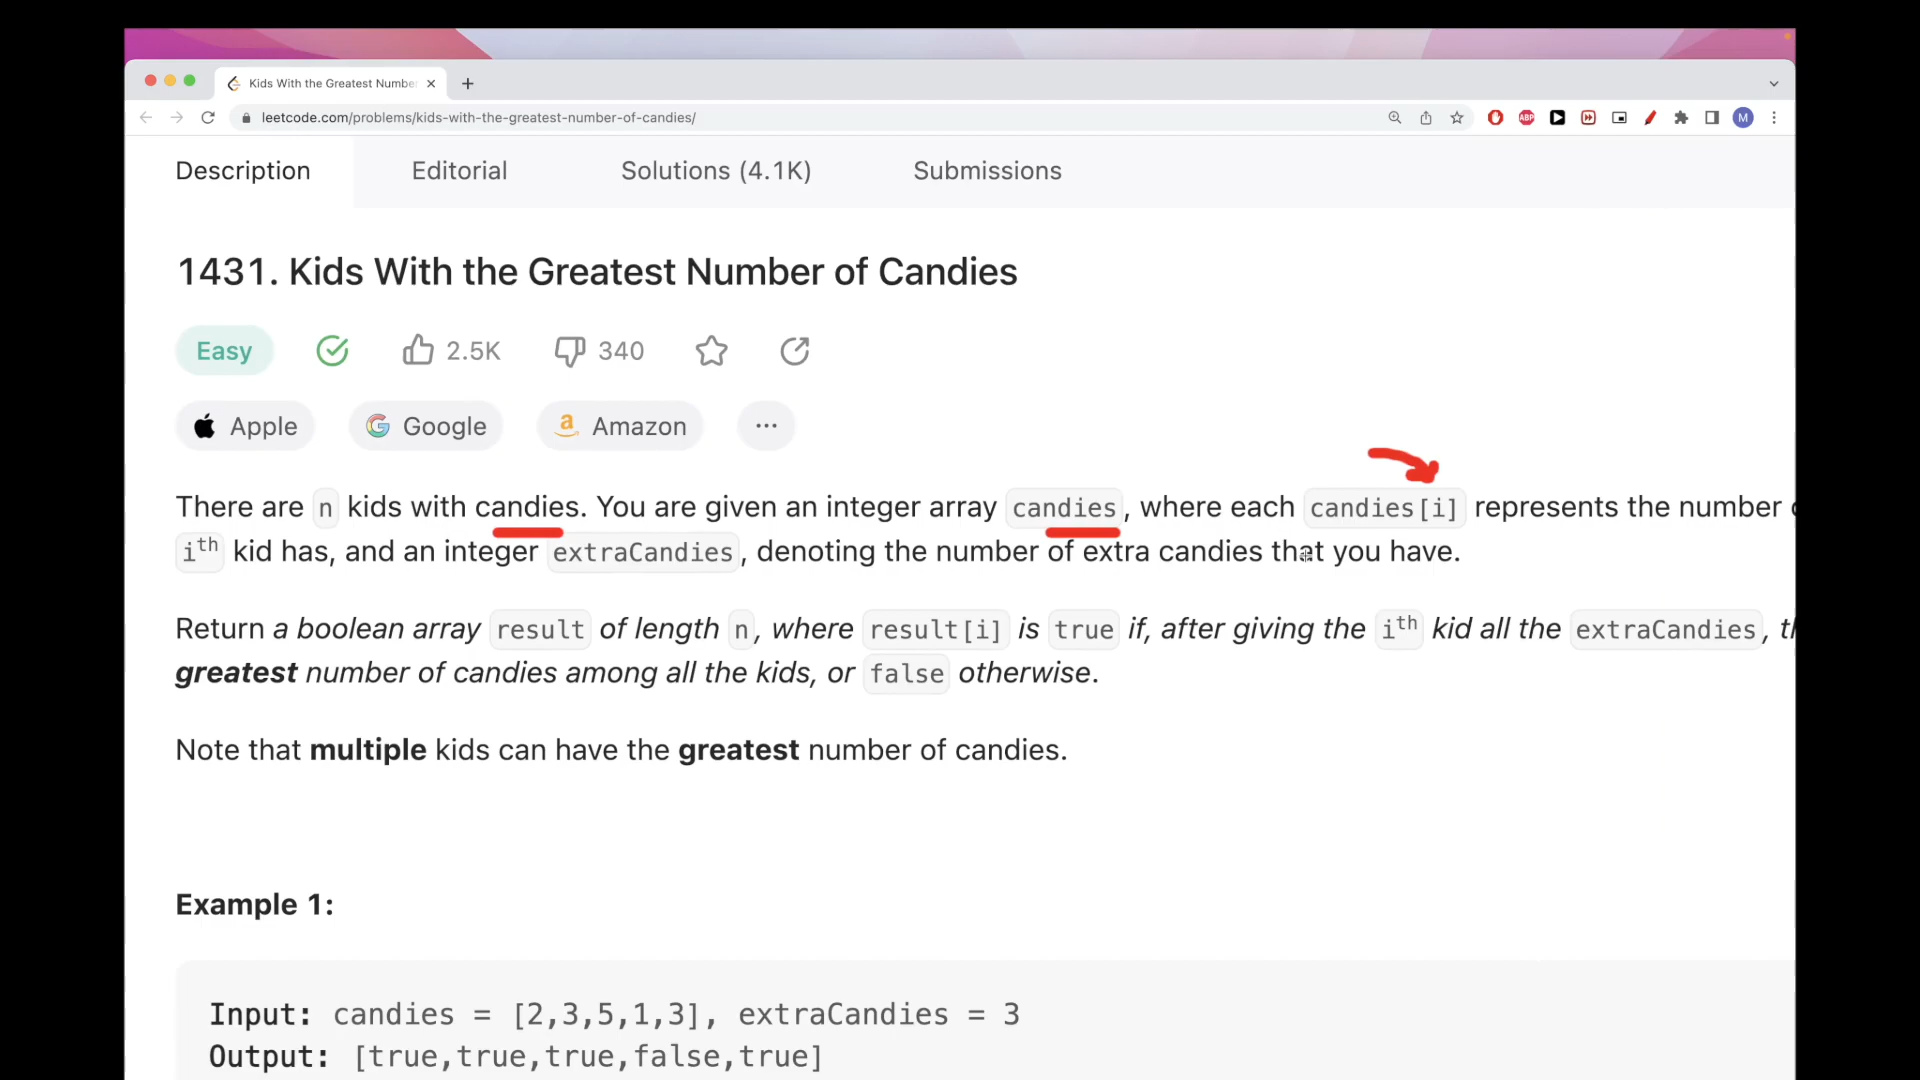 Kids With the Greatest Numbe
leetcode.com/problems/kids-with-the-greatest-number-of-candies/
ABP
M
Description Editorial Solutions (4.1K) Submissions
1431. Kids With the Greatest Number of Candies
Easy 2.5K 340
Apple Google Amazon ...
There are n kids with candies. You are given an integer array candies, where each candies[i] represents the number
ith kid has, and an integer extraCandies, denoting the number of extra candies that you have.
Return a boolean array result of length n, where result[i] is true if, after giving the ith kid all the extraCandies,
greatest number of candies among all the kids, or false otherwise.
Note that multiple kids can have the greatest number of candies.
Example 1:
Input: candies = [2,3,5,1,3], extraCandies = 3
Output: [true,true,true,false,true]